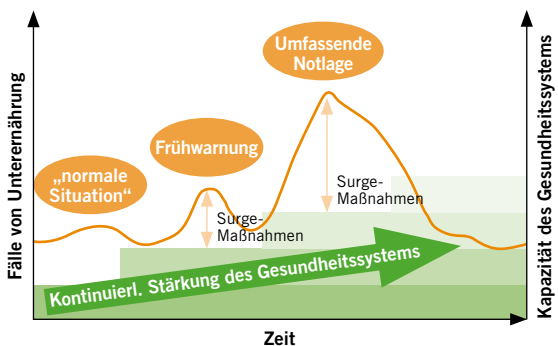 Umfassende
Notlage
Frühwarnung
„normale
Situation“
Surge-
Maßnahmen
Surge-
Maßnahmen
Kontinuierl. Stärkung des Gesundheitssystems
Fälle von Unterernährung
Kapazität des Gesundheitssystems
Zeit